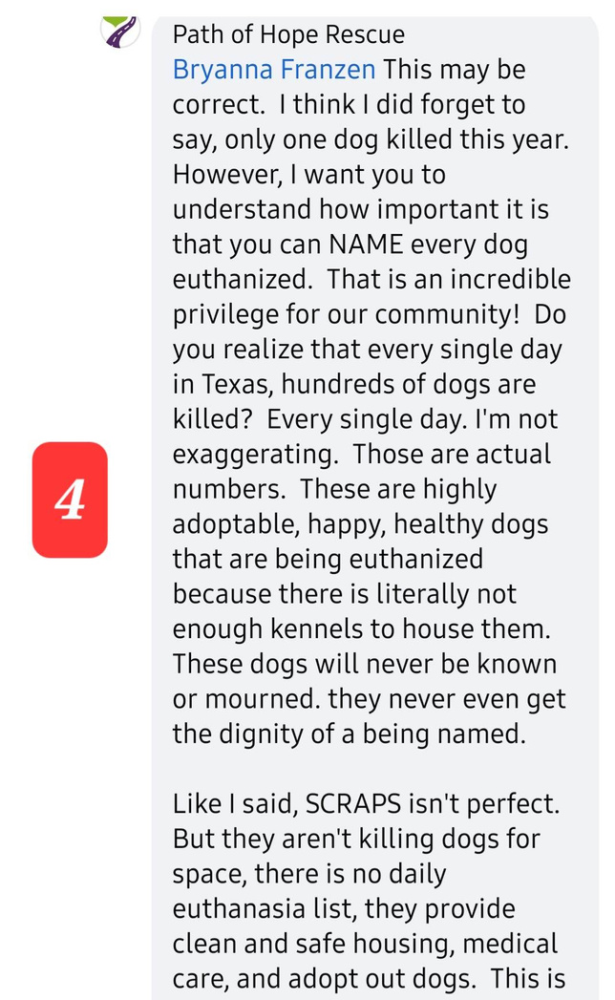 Path of Hope Rescue
Bryanna Franzen This may be
correct.  I think I did forget to
say, only one dog killed this year.
However, I want you to
understand how important it is
that you can NAME every dog
euthanized.  That is an incredible
privilege for our community!  Do
you realize that every single day
in Texas, hundreds of dogs are
killed?  Every single day. I'm not
exaggerating.  Those are actual
numbers.  These are highly
4
adoptable, happy, healthy dogs
that are being euthanized
because there is literally not
enough kennels to house them.
These dogs will never be known
or mourned. they never even get
the dignity of a being named.
Like I said, SCRAPS isn't perfect.
But they aren't killing dogs for
space, there is no daily
euthanasia list, they provide
clean and safe housing, medical
care, and adopt out dogs.  This is